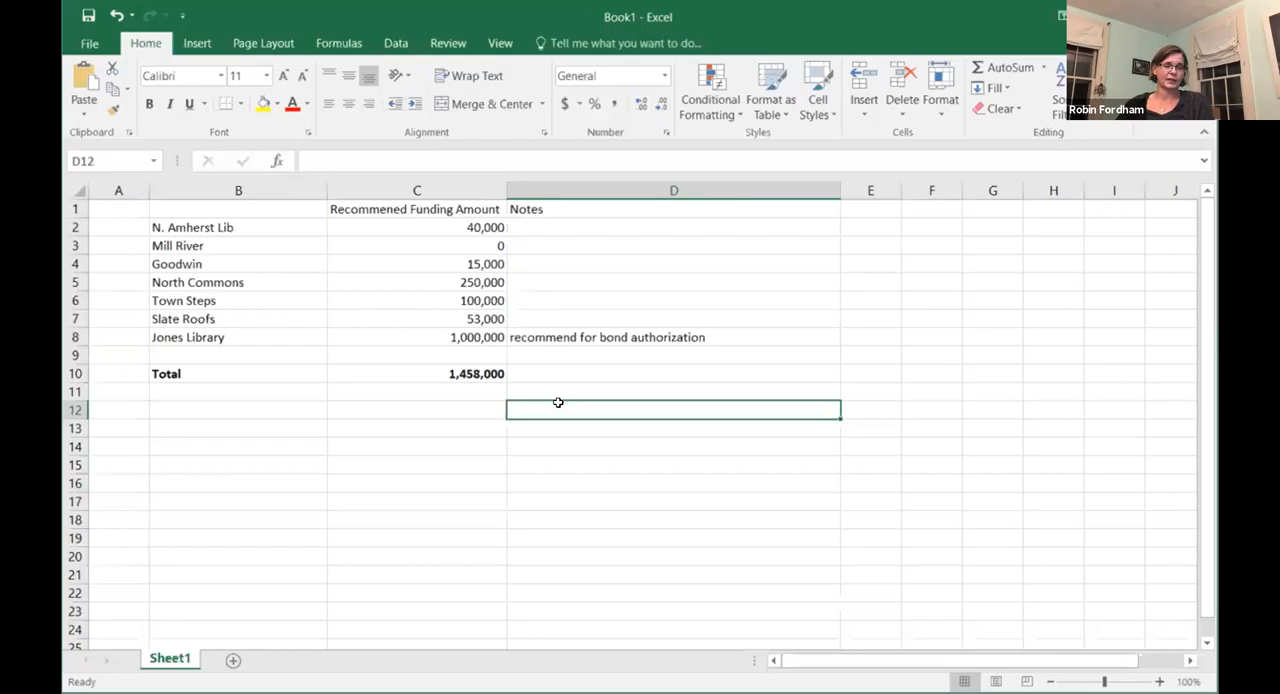 Book1 - Excel
File Home Insert Page Layout Formulas Data Review View Tell me what you want to do...
Robin Fordham
Paste
Calibri 11
Wrap Text
General
Merge & Center
$ % ,
Conditional Formatting
Format as Table
Cell Styles
Insert Delete Format
AutoSum
Fill
Clear
Clipboard Font Alignment Number Styles Cells Editing
D12 fx
A B C D E F G H I J
1 Recommened Funding Amount Notes
2 N. Amherst Lib 40,000
3 Mill River 0
4 Goodwin 15,000
5 North Commons 250,000
6 Town Steps 100,000
7 Slate Roofs 53,000
8 Jones Library 1,000,000 recommend for bond authorization
9
10 Total 1,458,000
11
12
13
14
15
16
17
18
19
20
21
22
23
24
25
Sheet1
Ready 100%